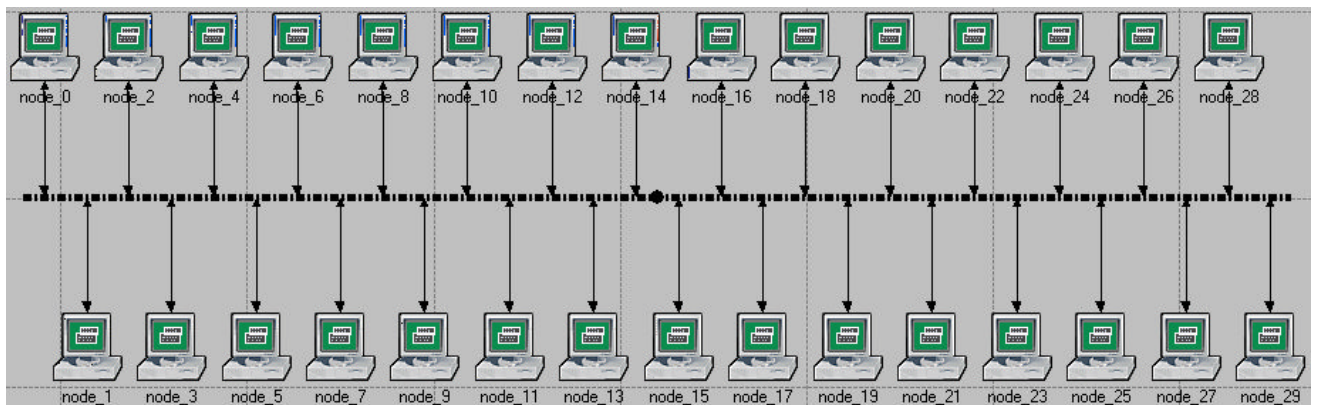 node_0 node_2 node_4 node_6 node_8 node_10 node_12 node_14 node_16 node_18 node_20 node_22 node_24 node_26 node_28
node_1 node_3 node_5 node_7 node_9 node_11 node_13 node_15 node_17 node_19 node_21 node_23 node_25 node_27 node_29